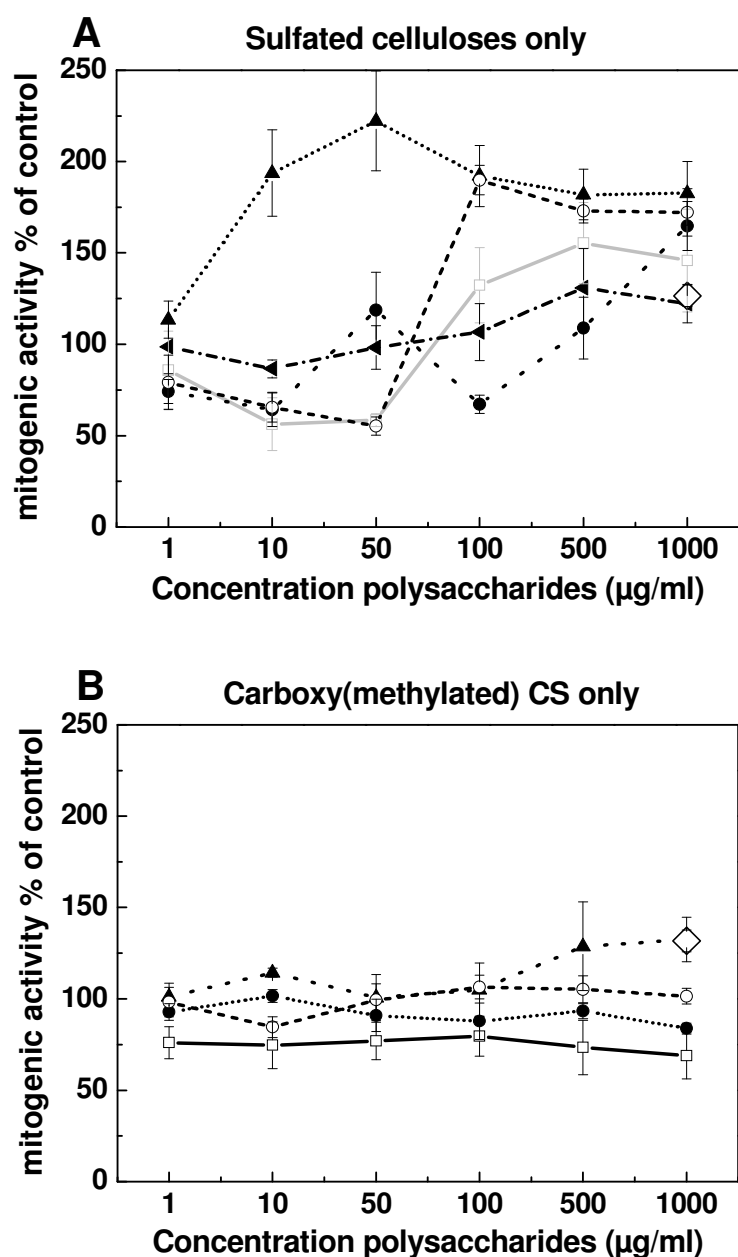 A Sulfated celluloses only
250
200
150
100
50
0
mitogenic activity % of control
1 10 50 100 500 1000
Concentration polysaccharides (µg/ml)
B Carboxy(methylated) CS only
250
200
150
100
50
0
mitogenic activity % of control
1 10 50 100 500 1000
Concentration polysaccharides (µg/ml)